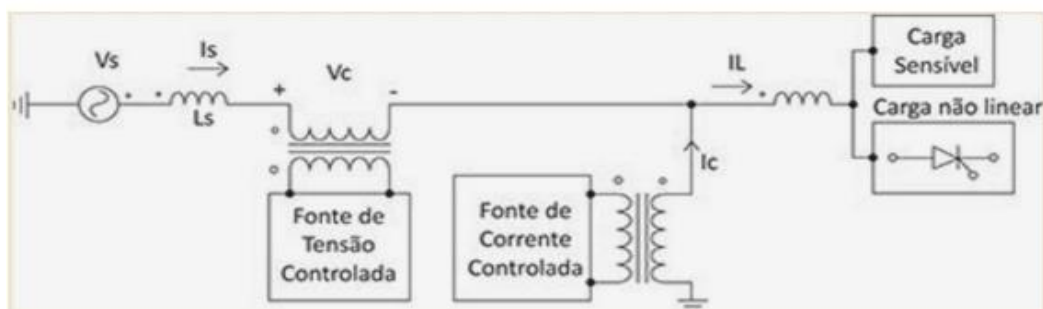 Vs
Is
Ls
+
Vc
-
Fonte de
Tensão
Controlada
Fonte de
Corrente
Controlada
Ic
IL
Carga
Sensível
Carga não linear